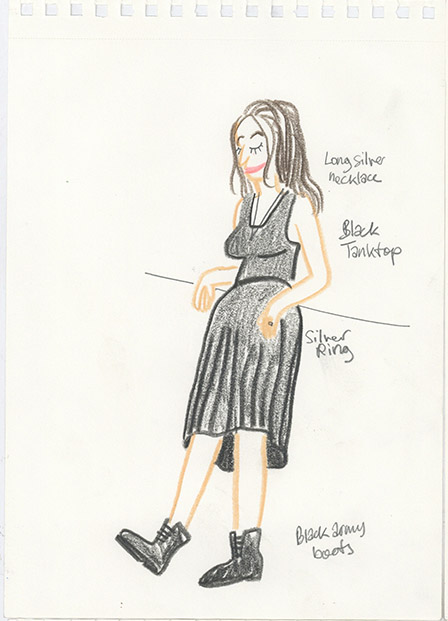 Long silver
necklace
Black
Tanktop
Silver
Ring
Black army
boots